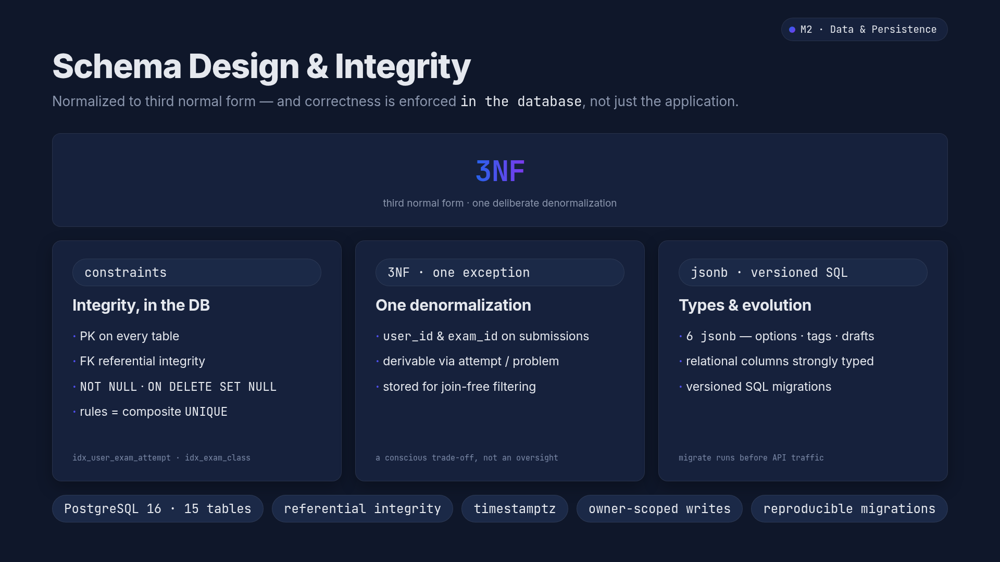 M2 · Data & Persistence
Schema Design & Integrity
Normalized to third normal form — and correctness is enforced in the database, not just the application.
3NF
third normal form · one deliberate denormalization
constraints
Integrity, in the DB
· PK on every table
· FK referential integrity
· NOT NULL · ON DELETE SET NULL
· rules = composite UNIQUE
idx_user_exam_attempt · idx_exam_class
3NF · one exception
One denormalization
· user_id & exam_id on submissions
· derivable via attempt / problem
· stored for join-free filtering
a conscious trade-off, not an oversight
jsonb · versioned SQL
Types & evolution
· 6 jsonb — options · tags · drafts
· relational columns strongly typed
· versioned SQL migrations
migrate runs before API traffic
PostgreSQL 16 · 15 tables
referential integrity
timestamptz
owner-scoped writes
reproducible migrations